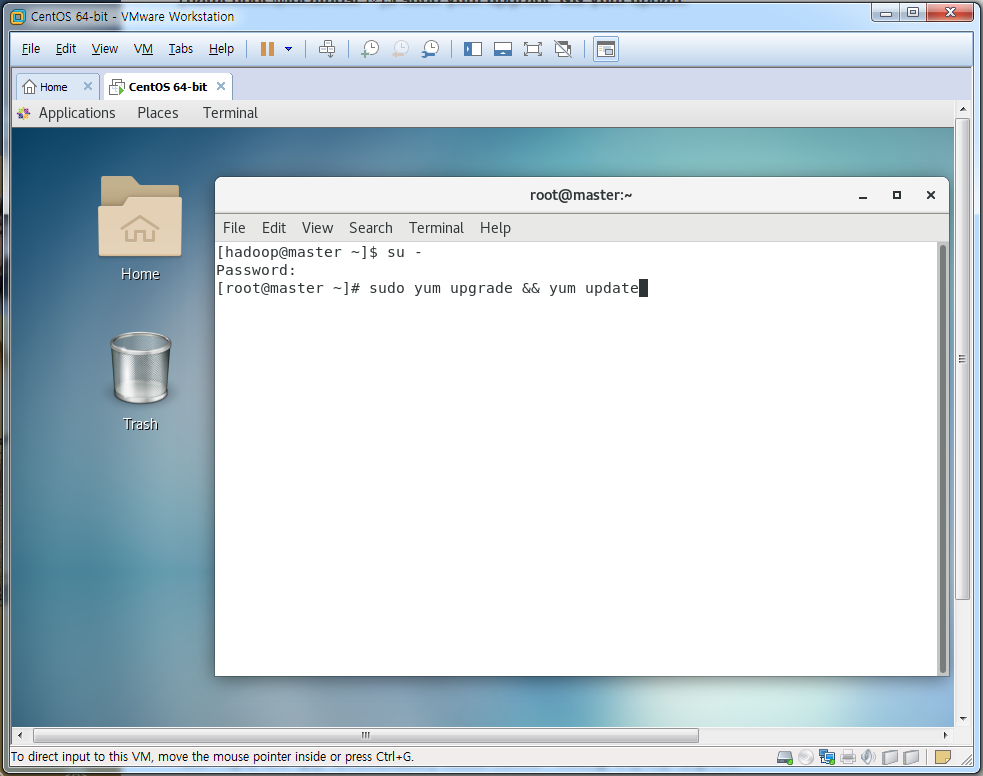 CentOS 64-bit - VMware Workstation
File Edit View VM Tabs Help
Home CentOS 64-bit
Applications Places Terminal
Home
Trash
root@master:~
File Edit View Search Terminal Help
[hadoop@master ~]$ su -
Password:
[root@master ~]# sudo yum upgrade && yum update
To direct input to this VM, move the mouse pointer inside or press Ctrl+G.